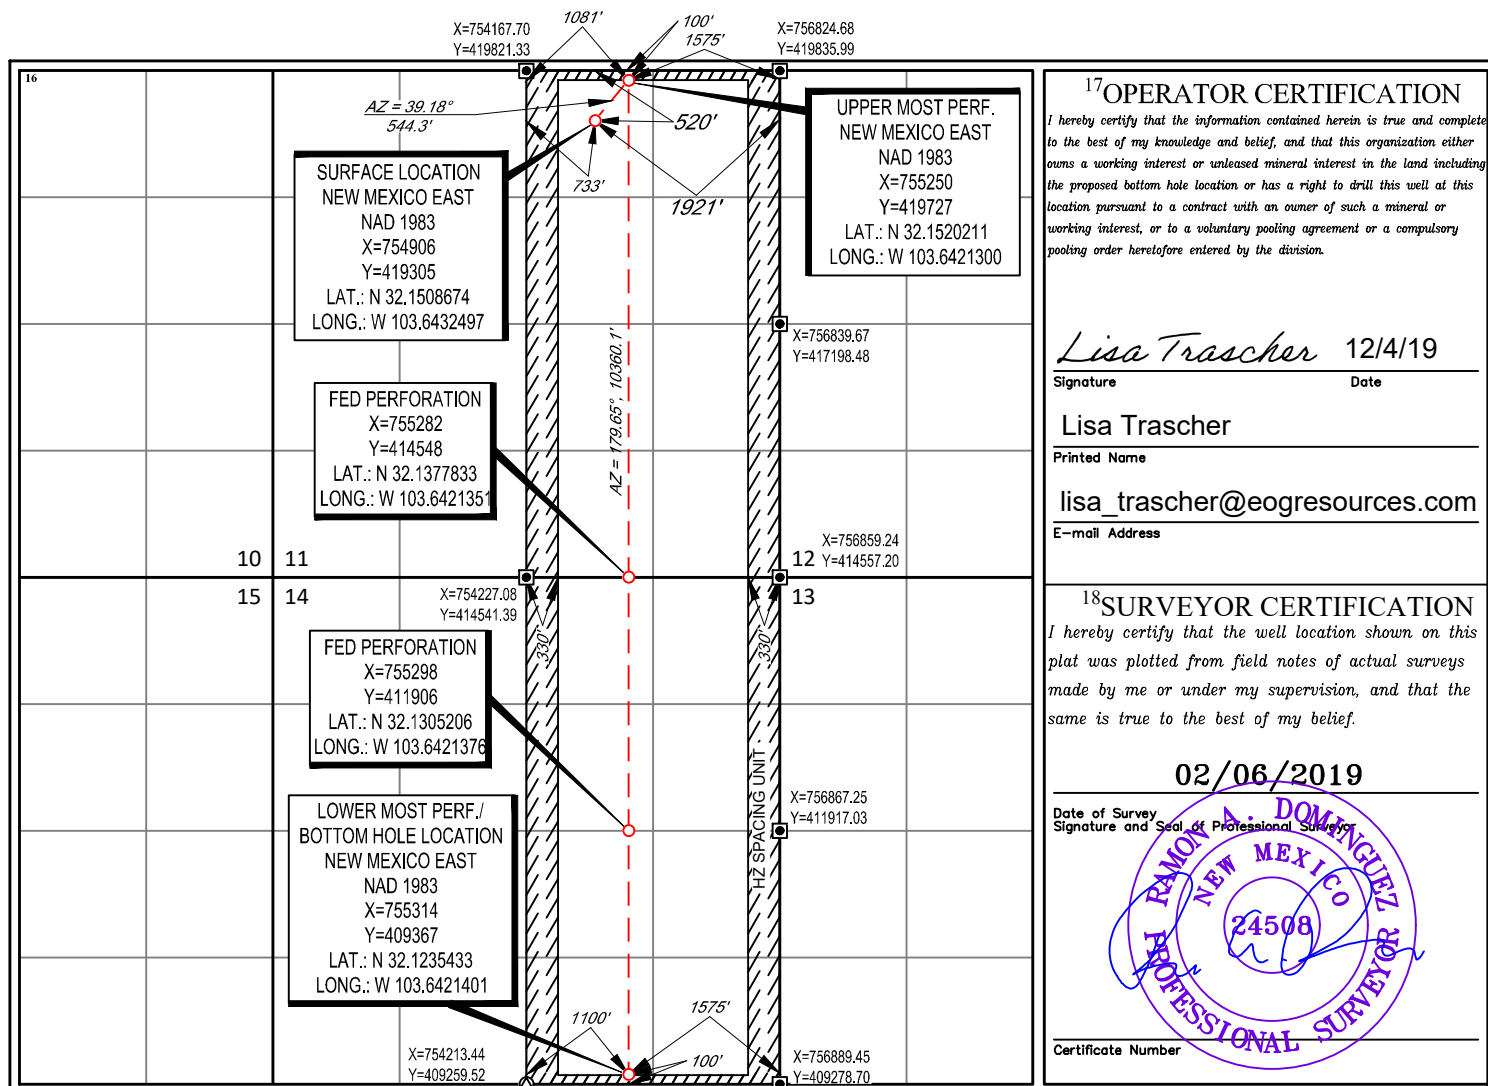 16
X=754167.70
Y=419821.33
1081'
100'
1575'
X=756824.68
Y=419835.99
AZ = 39.18°
544.3'
520'
733'
1921'
SURFACE LOCATION
NEW MEXICO EAST
NAD 1983
X=754906
Y=419305
LAT.: N 32.1508674
LONG.: W 103.6432497
UPPER MOST PERF.
NEW MEXICO EAST
NAD 1983
X=755250
Y=419727
LAT.: N 32.1520211
LONG.: W 103.6421300
X=756839.67
Y=417198.48
AZ = 179.65°, 10360.1'
FED PERFORATION
X=755282
Y=414548
LAT.: N 32.1377833
LONG.: W 103.6421351
10 11
12
X=756859.24
Y=414557.20
15 14
13
X=754227.08
Y=414541.39
330'
330'
FED PERFORATION
X=755298
Y=411906
LAT.: N 32.1305206
LONG.: W 103.6421376
HZ SPACING UNIT
X=756867.25
Y=411917.03
LOWER MOST PERF./
BOTTOM HOLE LOCATION
NEW MEXICO EAST
NAD 1983
X=755314
Y=409367
LAT.: N 32.1235433
LONG.: W 103.6421401
1100'
1575'
100'
X=754213.44
Y=409259.52
X=756889.45
Y=409278.70
17OPERATOR CERTIFICATION
I hereby certify that the information contained herein is true and complete
to the best of my knowledge and belief, and that this organization either
owns a working interest or unleased mineral interest in the land including
the proposed bottom hole location or has a right to drill this well at this
location pursuant to a contract with an owner of such a mineral or
working interest, or to a voluntary pooling agreement or a compulsory
pooling order heretofore entered by the division.
Lisa Trascher 12/4/19
Signature Date
Lisa Trascher
Printed Name
lisa_trascher@eogresources.com
E-mail Address
18SURVEYOR CERTIFICATION
I hereby certify that the well location shown on this
plat was plotted from field notes of actual surveys
made by me or under my supervision, and that the
same is true to the best of my belief.
02/06/2019
Date of Survey
Signature and Seal of Professional Surveyor
RAMON A. DOMINGUEZ
NEW MEXICO
24508
PROFESSIONAL SURVEYOR
Certificate Number